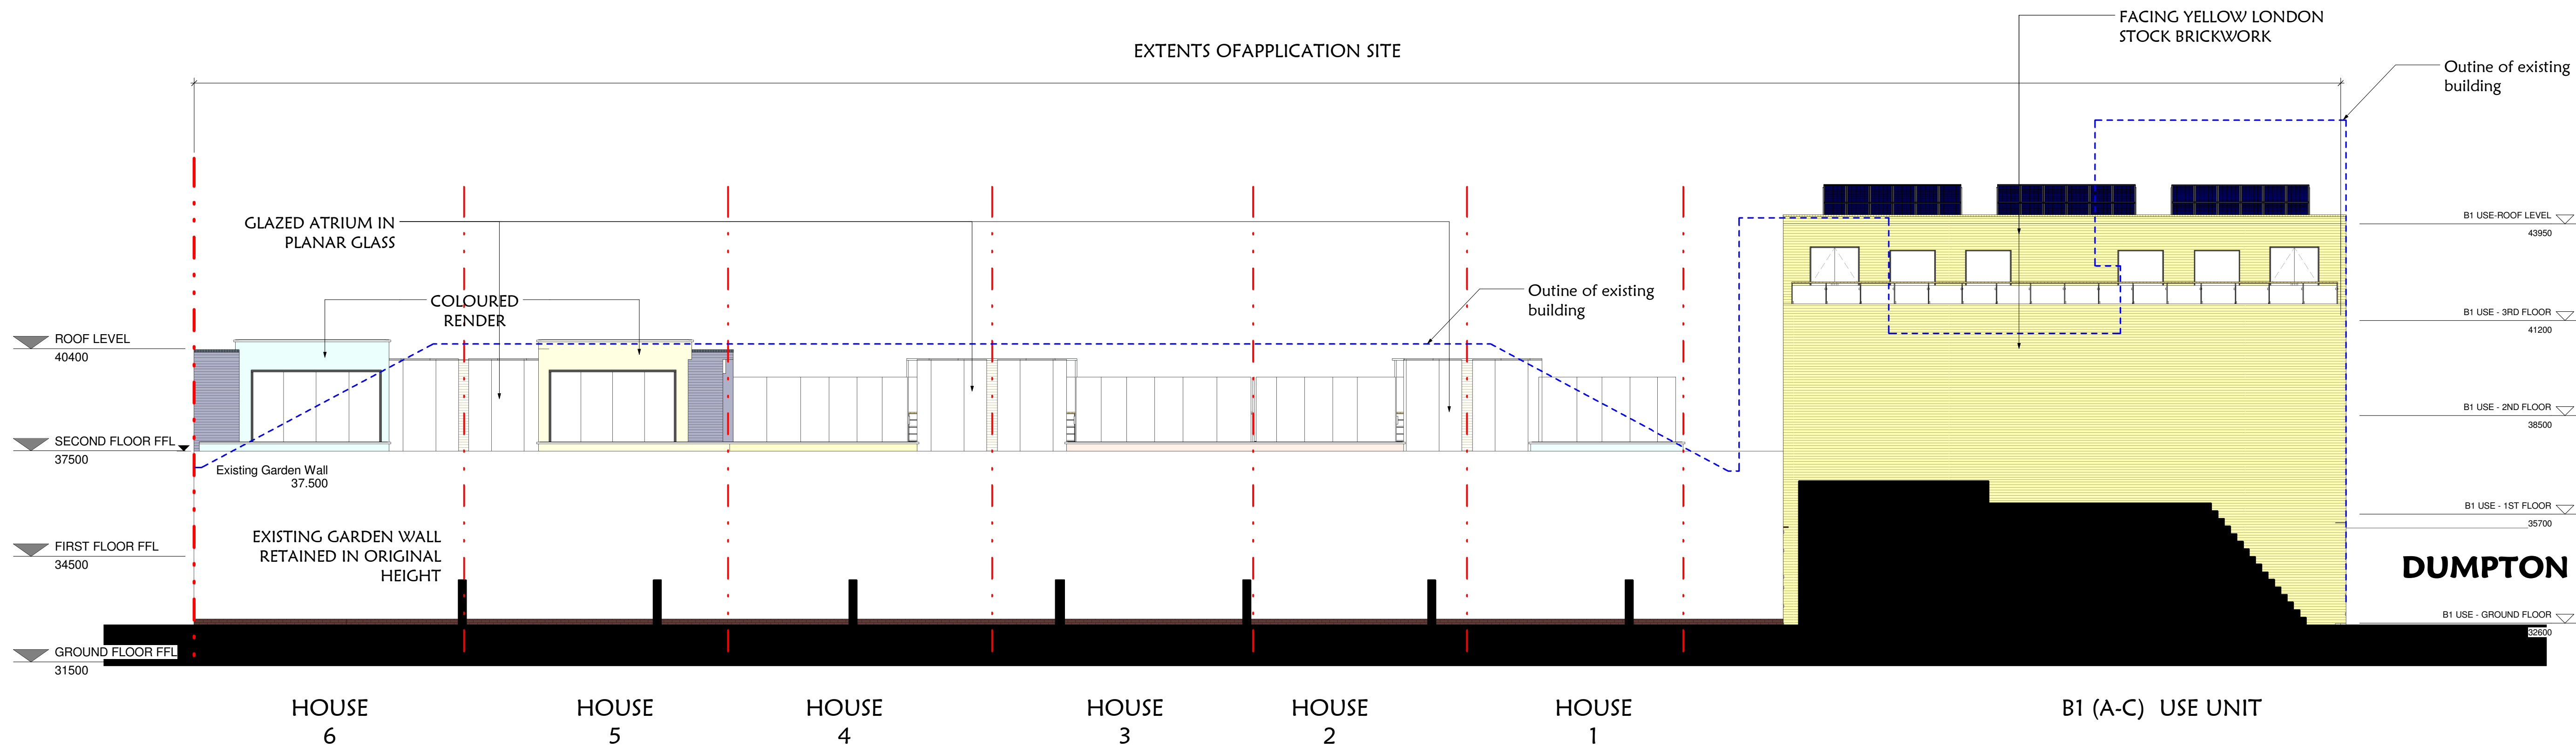 FACING YELLOW LONDON
STOCK BRICKWORK
EXTENTS OFAPPLICATION SITE
Outine of existing
building
GLAZED ATRIUM IN
PLANAR GLASS
COLOURED
RENDER
Outine of existing
building
ROOF LEVEL
40400
SECOND FLOOR FFL
37500
Existing Garden Wall
37.500
EXISTING GARDEN WALL
RETAINED IN ORIGINAL
HEIGHT
FIRST FLOOR FFL
34500
GROUND FLOOR FFL
31500
B1 USE-ROOF LEVEL
43950
B1 USE - 3RD FLOOR
41200
B1 USE - 2ND FLOOR
38500
B1 USE - 1ST FLOOR
35700
DUMPTON
B1 USE - GROUND FLOOR
32600
HOUSE
6
HOUSE
5
HOUSE
4
HOUSE
3
HOUSE
2
HOUSE
1
B1 (A-C) USE UNIT